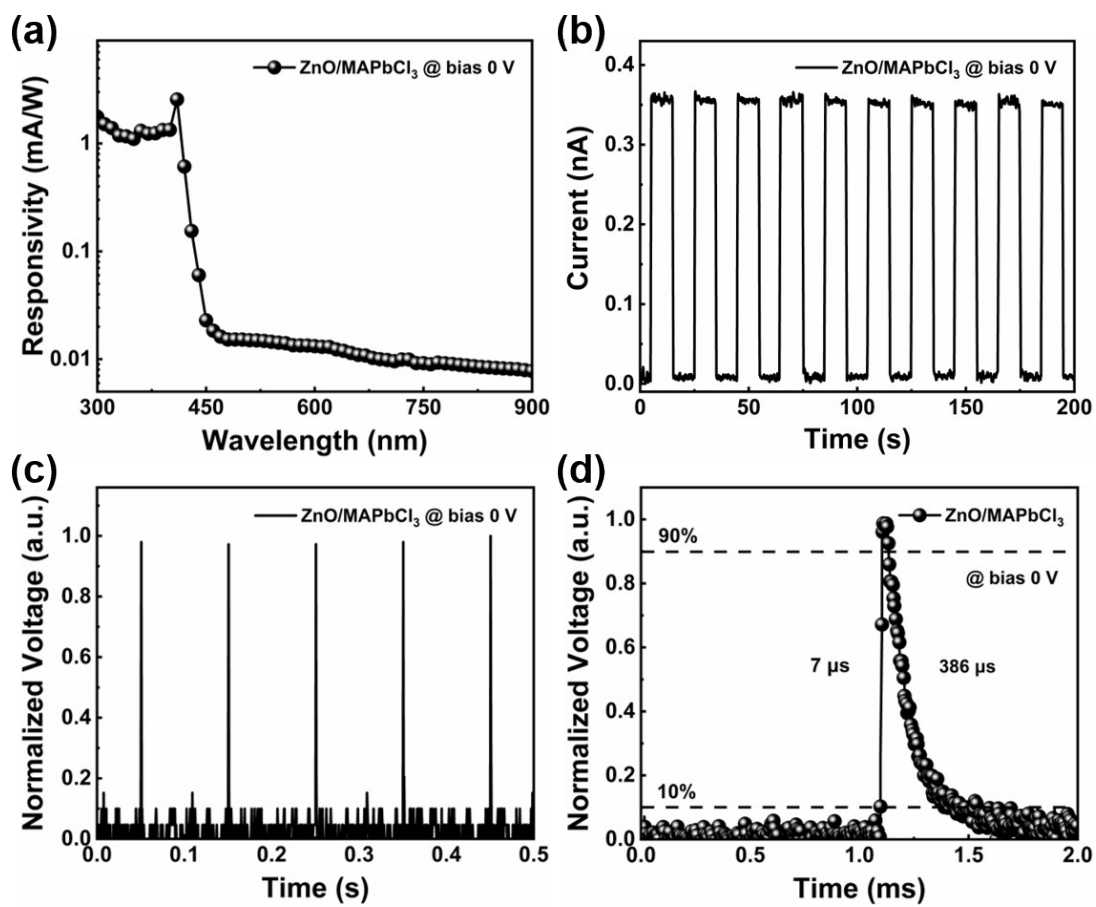 (a)
ZnO/MAPbCl₃ @ bias 0 V
Responsivity (mA/W)
1
0.1
0.01
300 450 600 750 900
Wavelength (nm)
(b)
ZnO/MAPbCl₃ @ bias 0 V
Current (nA)
0.4
0.3
0.2
0.1
0.0
0 50 100 150 200
Time (s)
(c)
ZnO/MAPbCl₃ @ bias 0 V
Normalized Voltage (a.u.)
1.0
0.8
0.6
0.4
0.2
0.0
0.0 0.1 0.2 0.3 0.4 0.5
Time (s)
(d)
ZnO/MAPbCl₃
Normalized Voltage (a.u.)
1.0
90%
@ bias 0 V
0.8
0.6
7 μs 386 μs
0.4
0.2
10%
0.0
0.0 0.5 1.0 1.5 2.0
Time (ms)